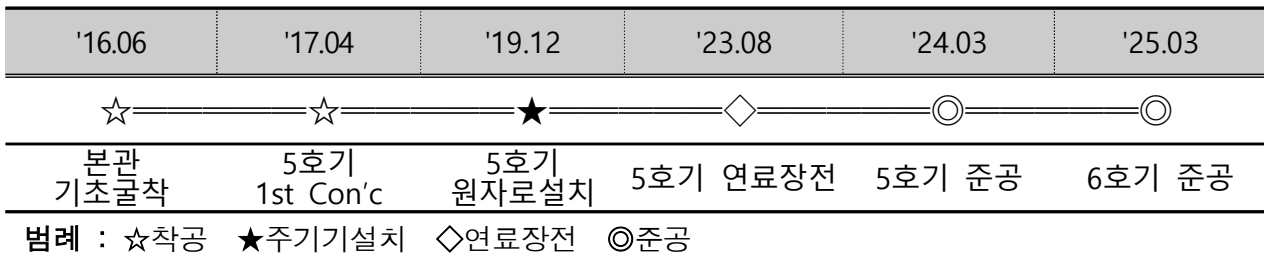 '16.06 '17.04 '19.12 '23.08 '24.03 '25.03
☆═════☆═════★═════◇═════◎═════◎
본관 기초굴착 5호기 1st Con'c 5호기 원자로설치 5호기 연료장전 5호기 준공 6호기 준공
범례 : ☆착공 ★주기기설치 ◇연료장전 ◎준공